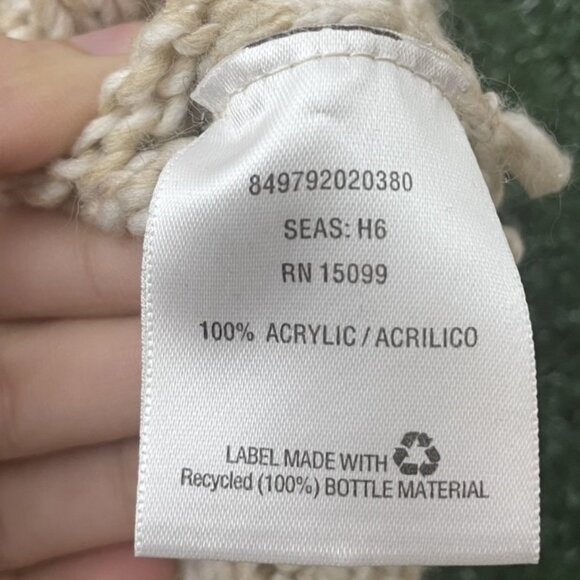 849792020380
SEAS: H6
RN 15099
100% ACRYLIC / ACRILICO
LABEL MADE WITH
Recycled (100%) BOTTLE MATERIAL